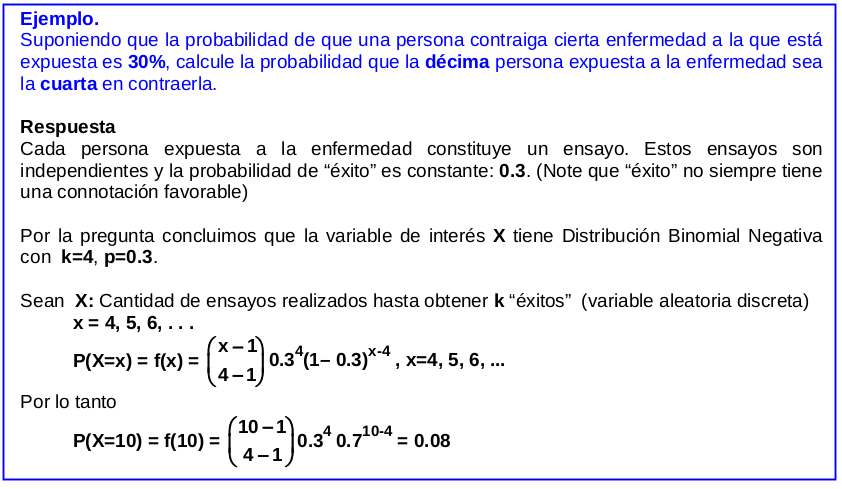 Ejemplo.
Suponiendo que la probabilidad de que una persona contraiga cierta enfermedad a la que está
expuesta es 30%, calcule la probabilidad que la décima persona expuesta a la enfermedad sea
la cuarta en contraerla.
Respuesta
Cada persona expuesta a la enfermedad constituye un ensayo. Estos ensayos son
independientes y la probabilidad de “éxito” es constante: 0.3. (Note que “éxito” no siempre tiene
una connotación favorable)
Por la pregunta concluimos que la variable de interés X tiene Distribución Binomial Negativa
con k=4, p=0.3.
Sean X: Cantidad de ensayos realizados hasta obtener k “éxitos” (variable aleatoria discreta)
x = 4, 5, 6, . . .
P(X=x) = f(x) = (x – 1 4 – 1) 0.3^4(1– 0.3)^x-4 , x=4, 5, 6, ...
Por lo tanto
P(X=10) = f(10) = (10 – 1 4 – 1) 0.3^4 0.7^10-4 = 0.08